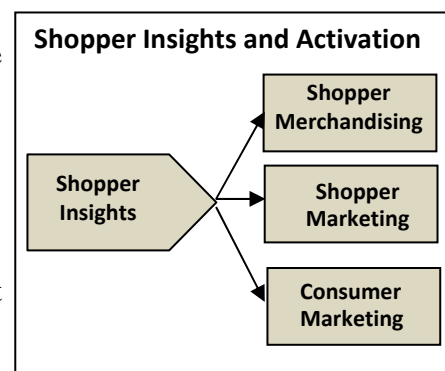 Shopper Insights and Activation
Shopper
Merchandising
Shopper
Insights
Shopper
Marketing
Consumer
Marketing